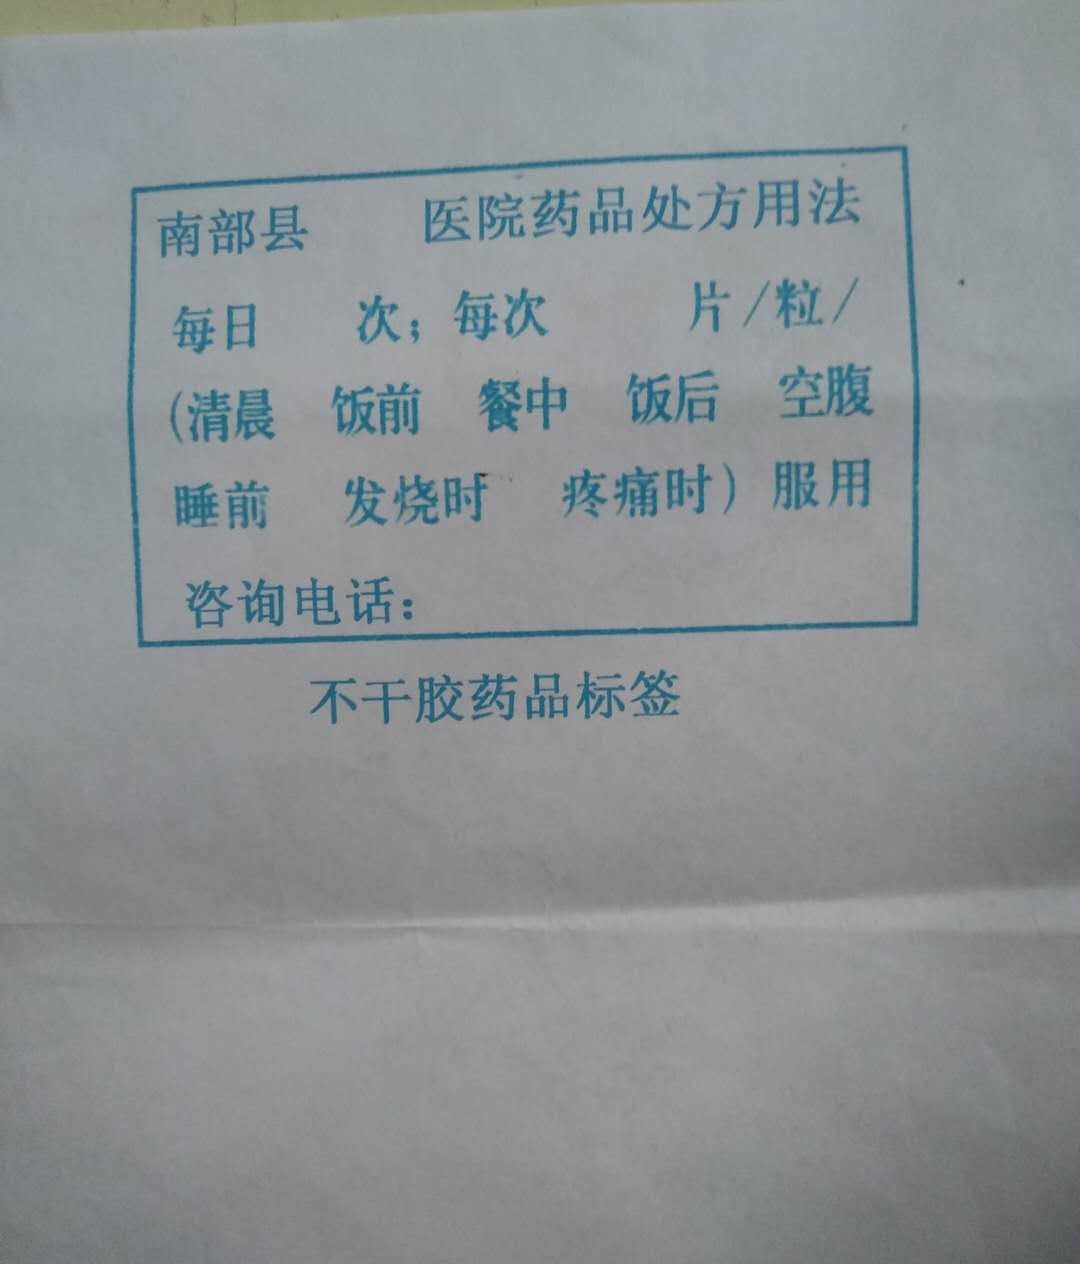 南部县 医院药品处方用法
每日 次；每次 片/粒/
(清晨 饭前 餐中 饭后 空腹
睡前 发烧时 疼痛时) 服用
咨询电话：
不干胶药品标签